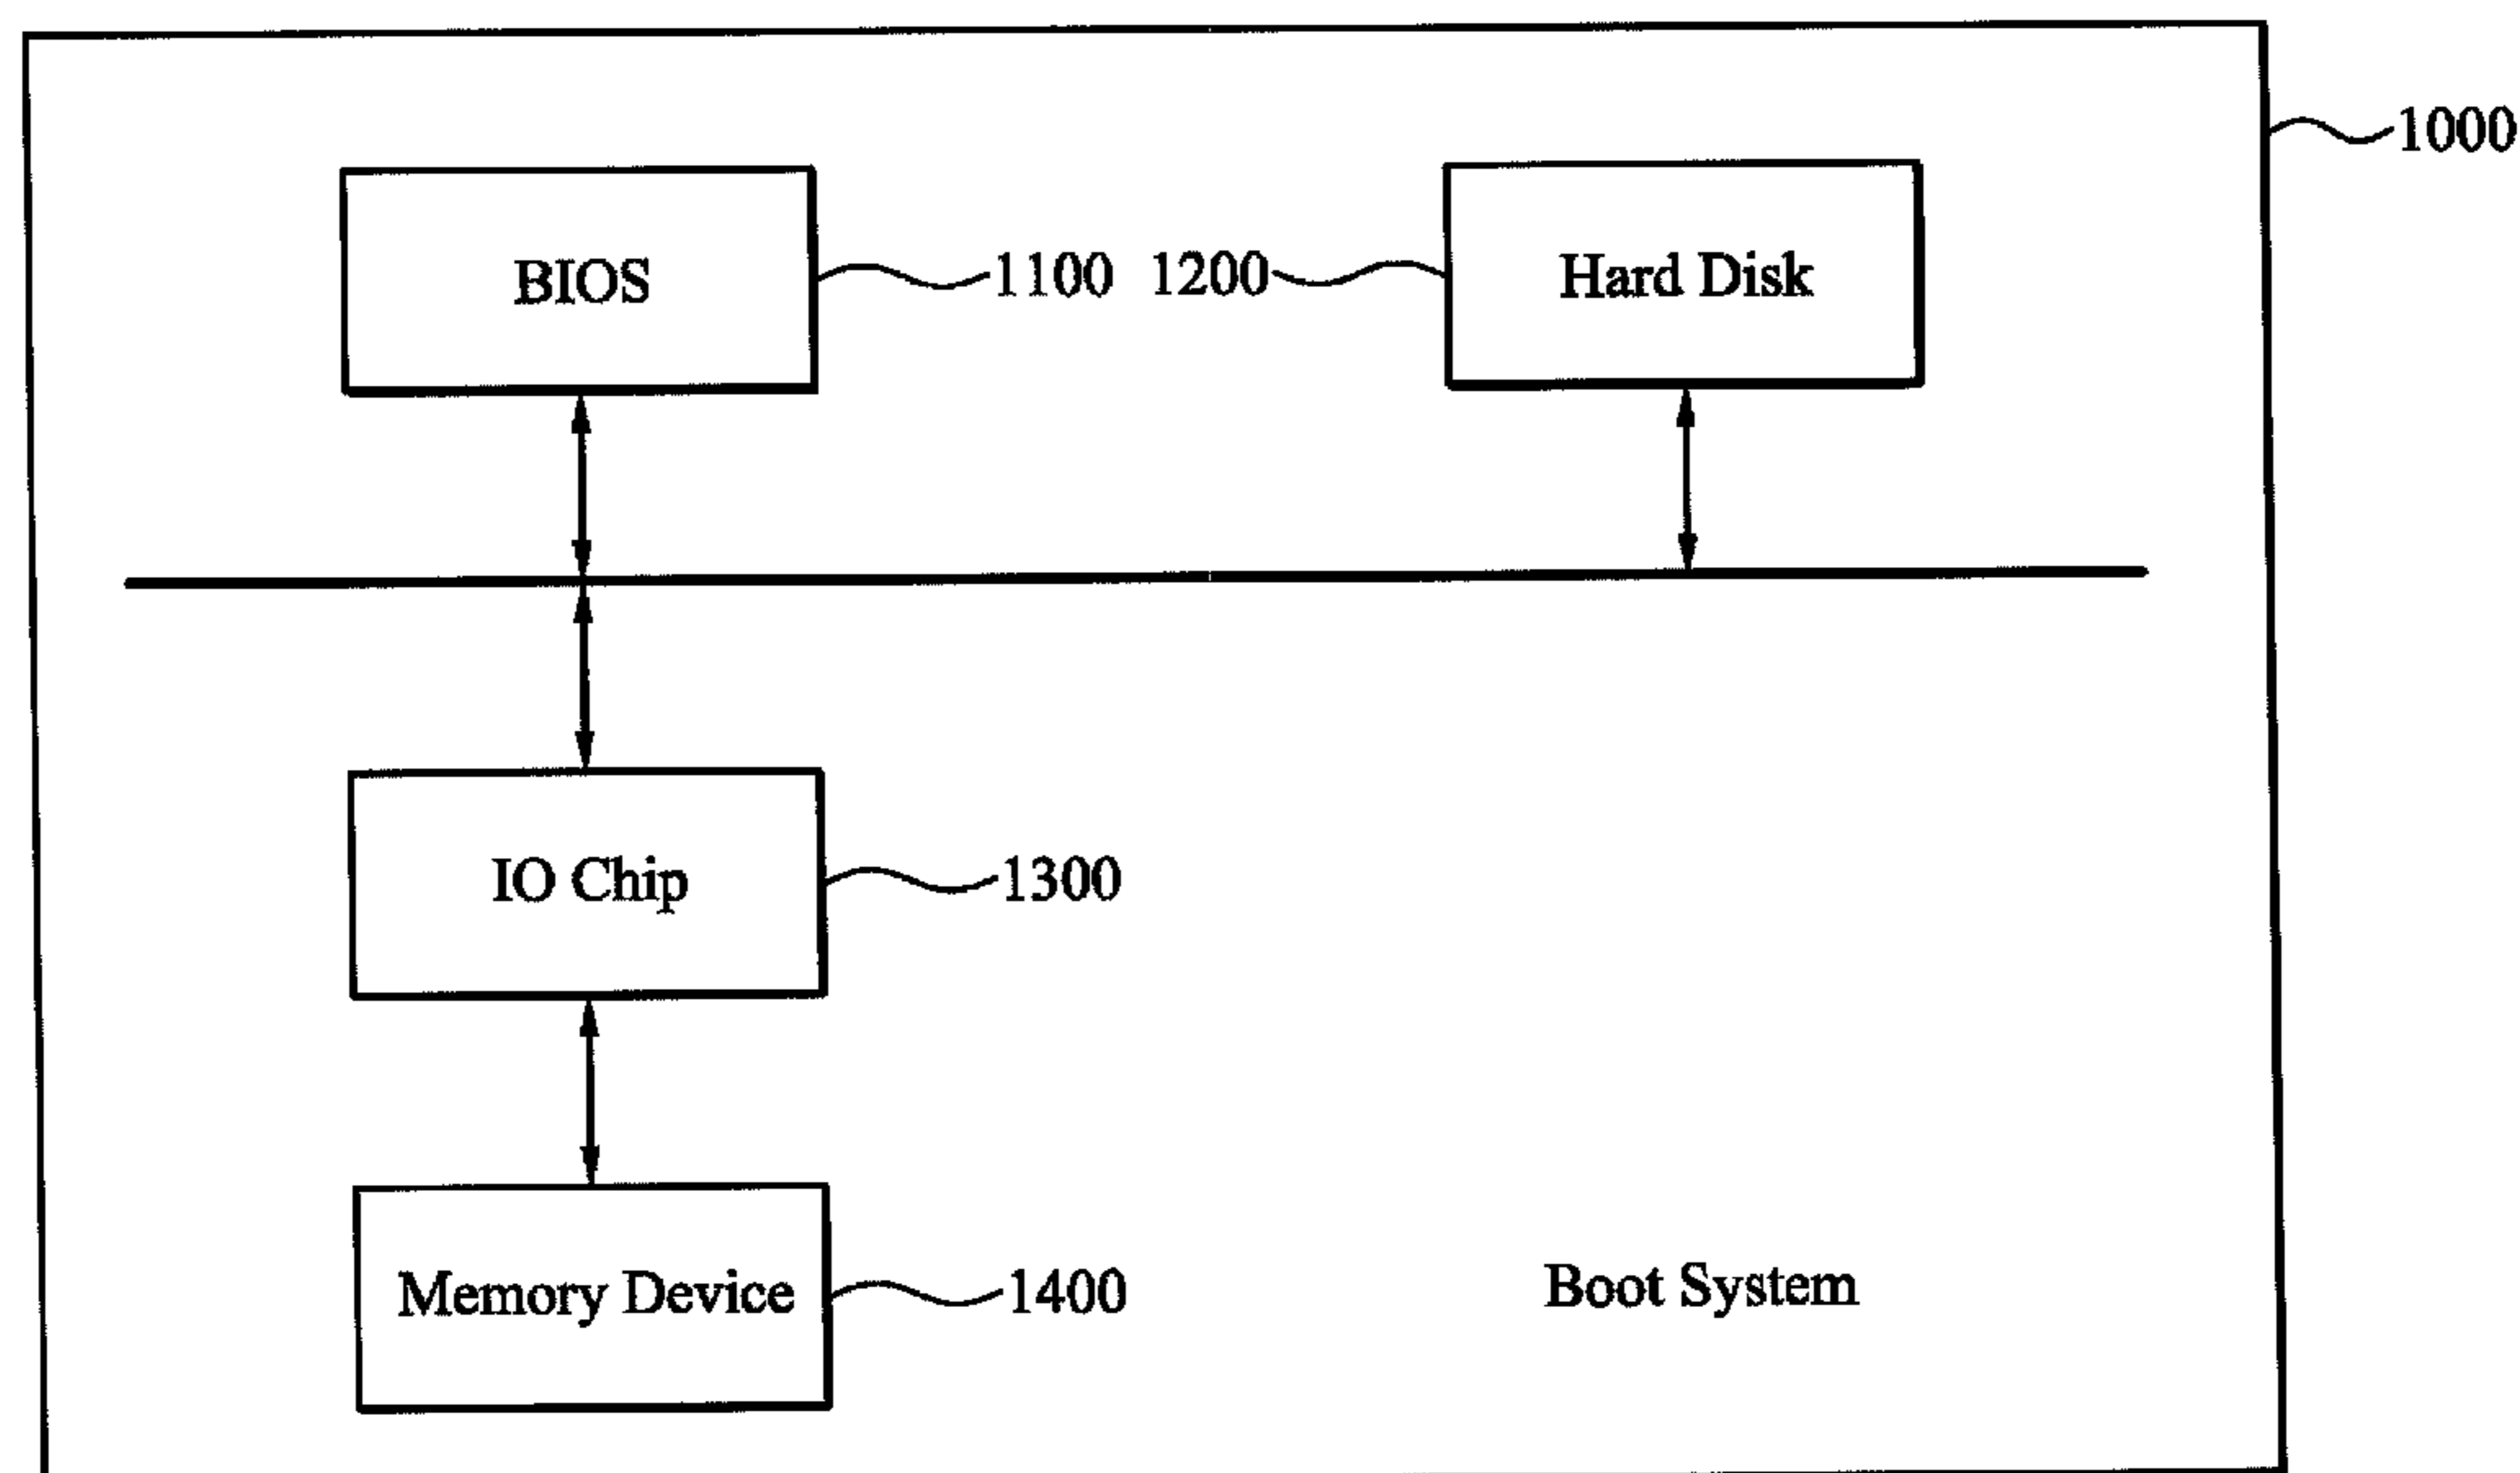 1000
BIOS
1100
1200
Hard Disk
IO Chip
1300
Memory Device
1400
Boot System